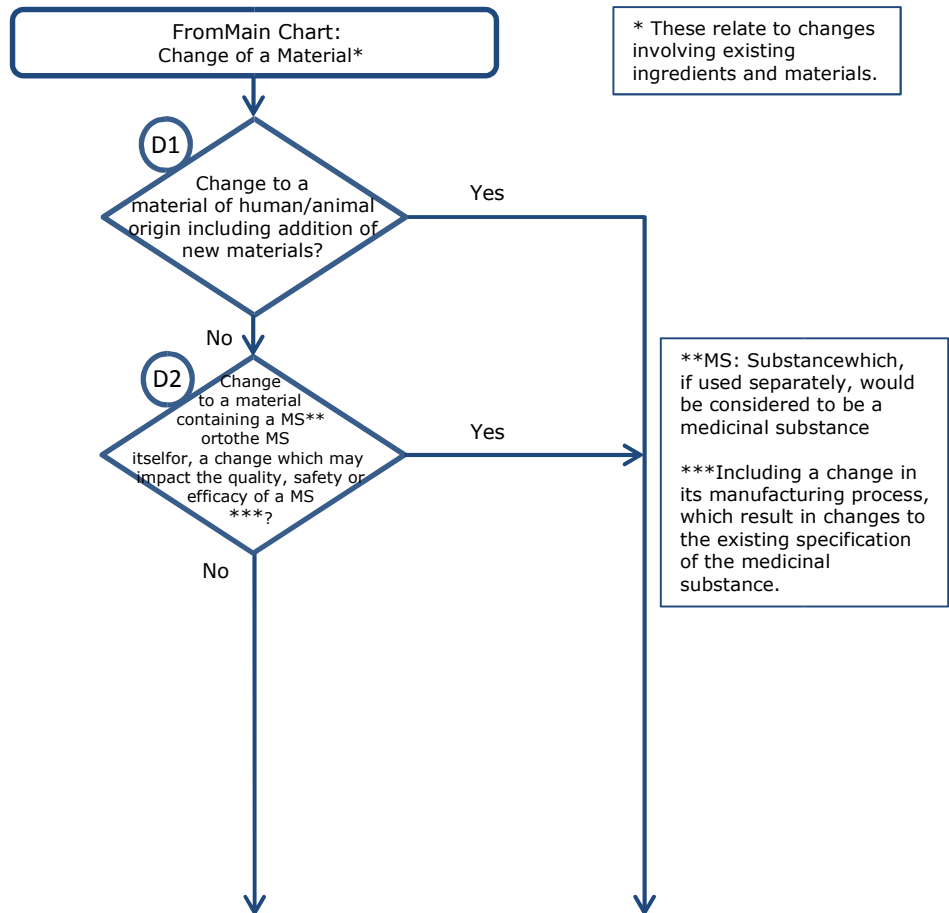 FromMain Chart:
Change of a Material*
* These relate to changes
involving existing
ingredients and materials.
D1
Change to a
material of human/animal
origin including addition of
new materials?
Yes
No
D2
Change
to a material
containing a MS**
ortothe MS
itselfor, a change which may
impact the quality, safety or
efficacy of a MS
***?
Yes
No
**MS: Substancewhich,
if used separately, would
be considered to be a
medicinal substance
***Including a change in
its manufacturing process,
which result in changes to
the existing specification
of the medicinal
substance.